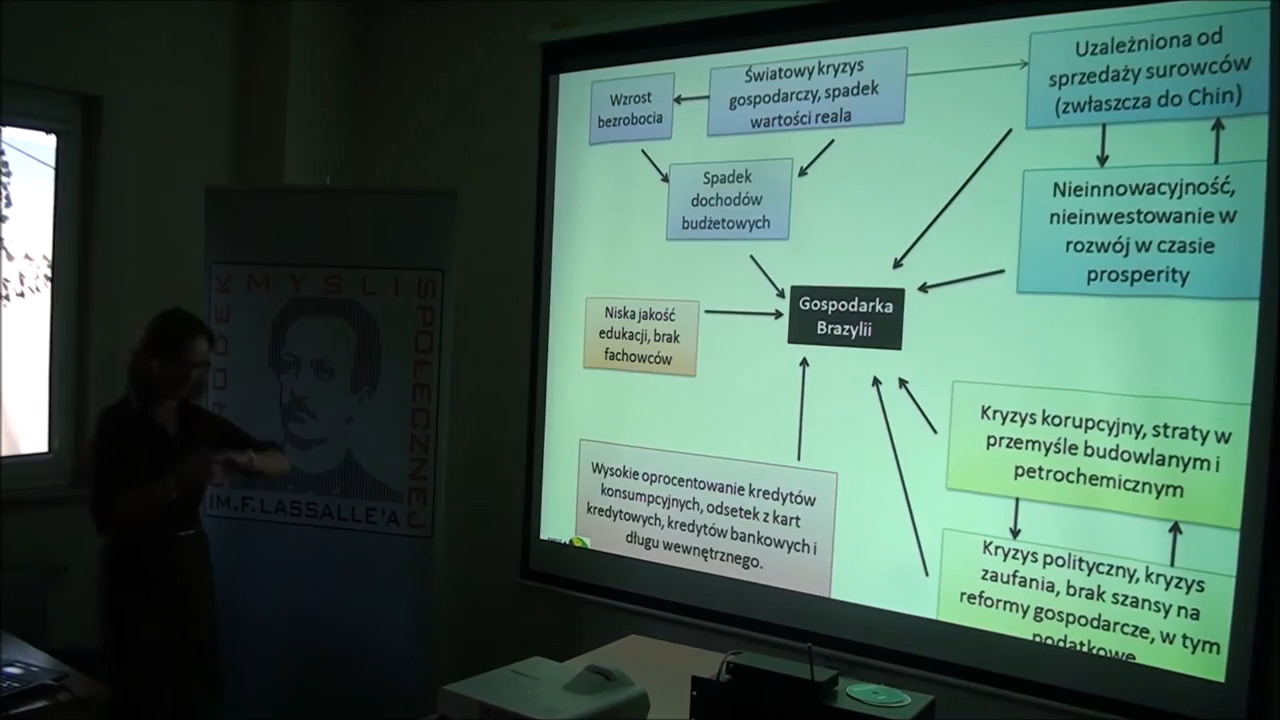 Wzrost
bezrobocia
Światowy kryzys
gospodarczy, spadek
wartości reala
Uzależniona od
sprzedaży surowców
(zwłaszcza do Chin)
Spadek
dochodów
budżetowych
Nieinnowacyjność,
nieinwestowanie w
rozwój w czasie
prosperity
Gospodarka
Brazylii
Niska jakość
edukacji, brak
fachowców
Wysokie oprocentowanie kredytów
konsumpcyjnych, odsetek z kart
kredytowych, kredytów bankowych i
długu wewnętrznego.
Kryzys korupcyjny, straty w
przemyśle budowlanym i
petrochemicznym
Kryzys polityczny, kryzys
zaufania, brak szansy na
reformy gospodarcze, w tym
podatkowe
MYŚLI
SPOŁECZNEJ
IM.F.LASSALLE'A